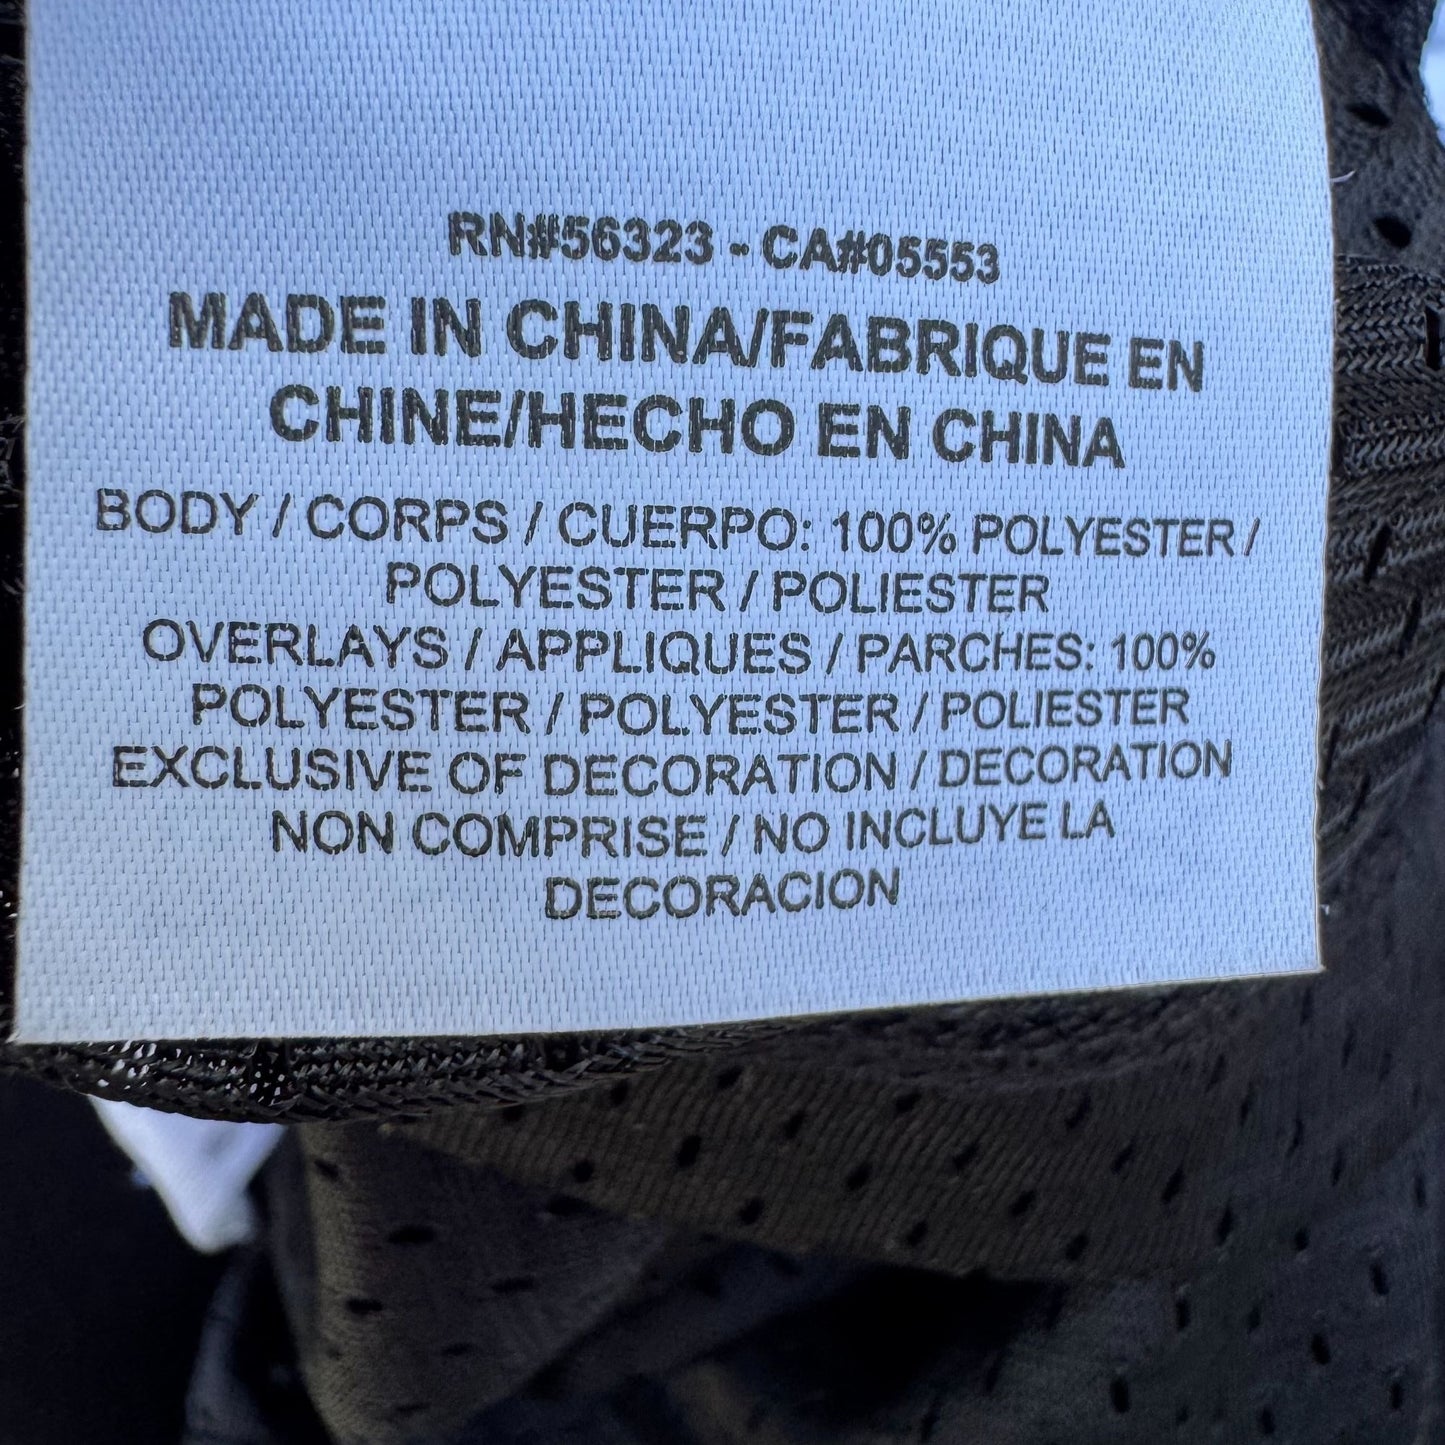 RN#56323 - CA#05553
MADE IN CHINA/FABRIQUE EN
CHINE/HECHO EN CHINA
BODY / CORPS / CUERPO: 100% POLYESTER /
POLYESTER / POLIESTER
OVERLAYS / APPLIQUES / PARCHES: 100%
POLYESTER / POLYESTER / POLIESTER
EXCLUSIVE OF DECORATION / DECORATION
NON COMPRISE / NO INCLUYE LA
DECORACION